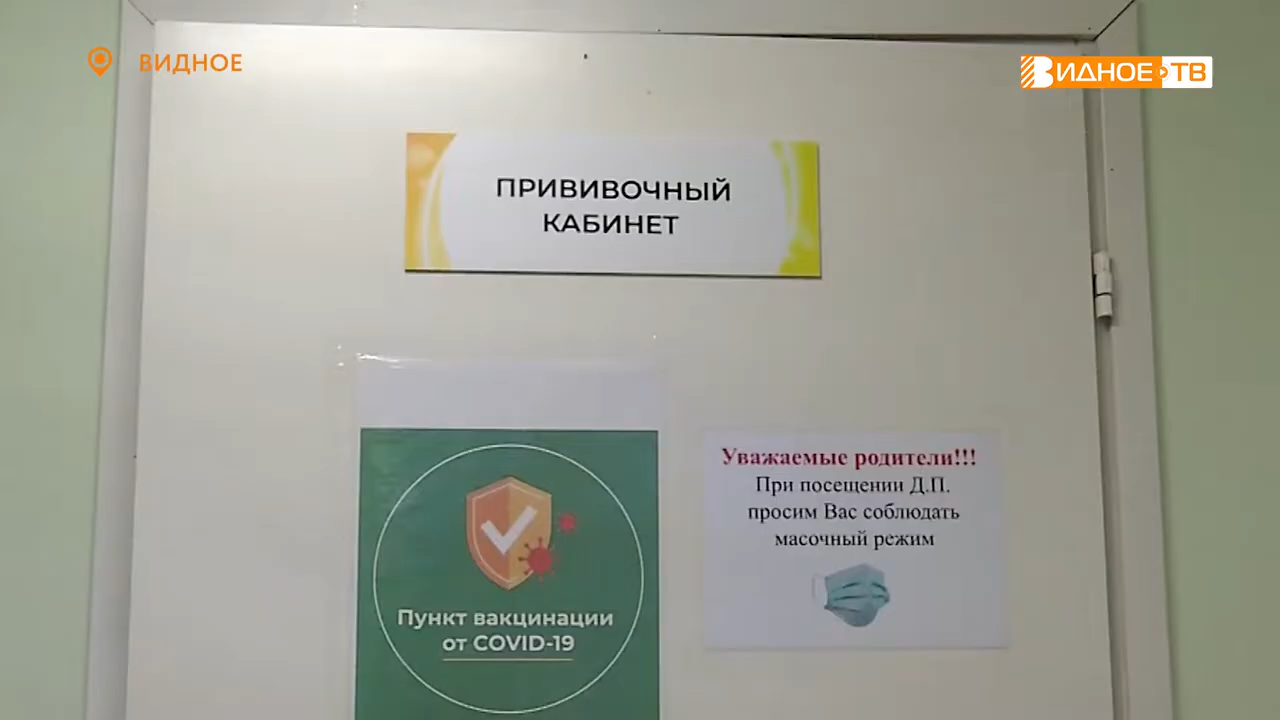 ВИДНОЕ
ВИДНОЕ ТВ
ПРИВИВОЧНЫЙ
КАБИНЕТ
Пункт вакцинации
от COVID-19
Уважаемые родители!!!
При посещении Д.П.
просим Вас соблюдать
масочный режим